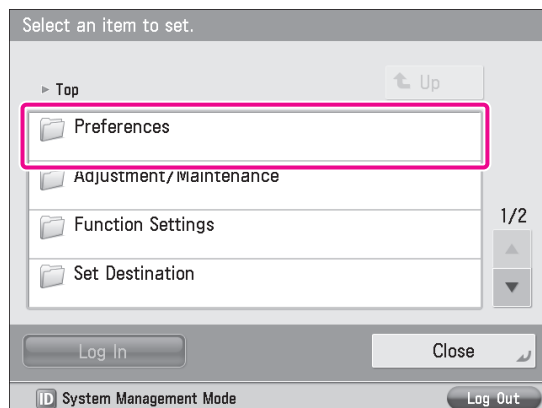 Select an item to set.
Top
Up
Preferences
Adjustment/Maintenance
Function Settings
1/2
Set Destination
Log In
Close
ID System Management Mode
Log Out